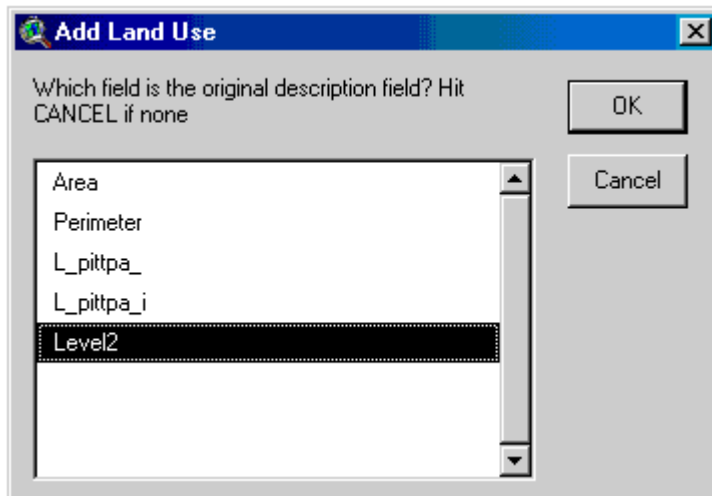 Add Land Use
Which field is the original description field? Hit
CANCEL if none
OK
Cancel
Area
Perimeter
L_pittpa_
L_pittpa_i
Level2